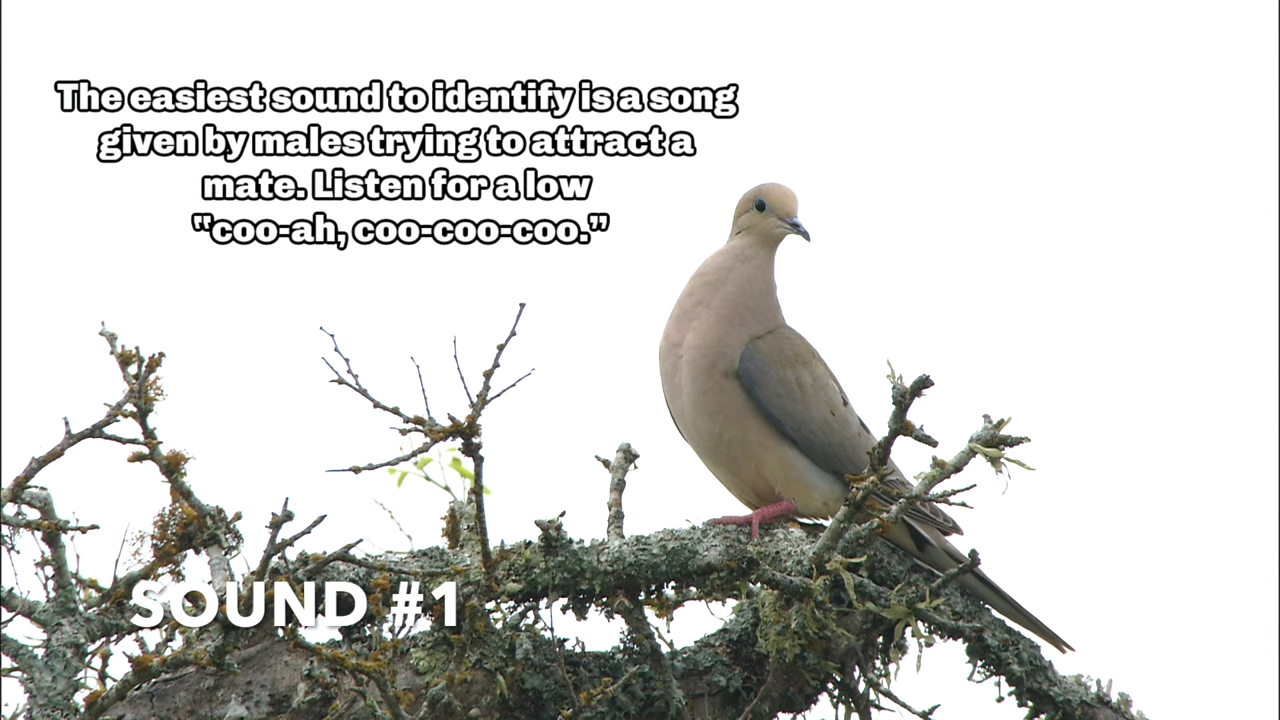 The easiest sound to identify is a song
given by males trying to attract a
mate. Listen for a low
"coo-ah, coo-coo-coo.”
SOUND #1